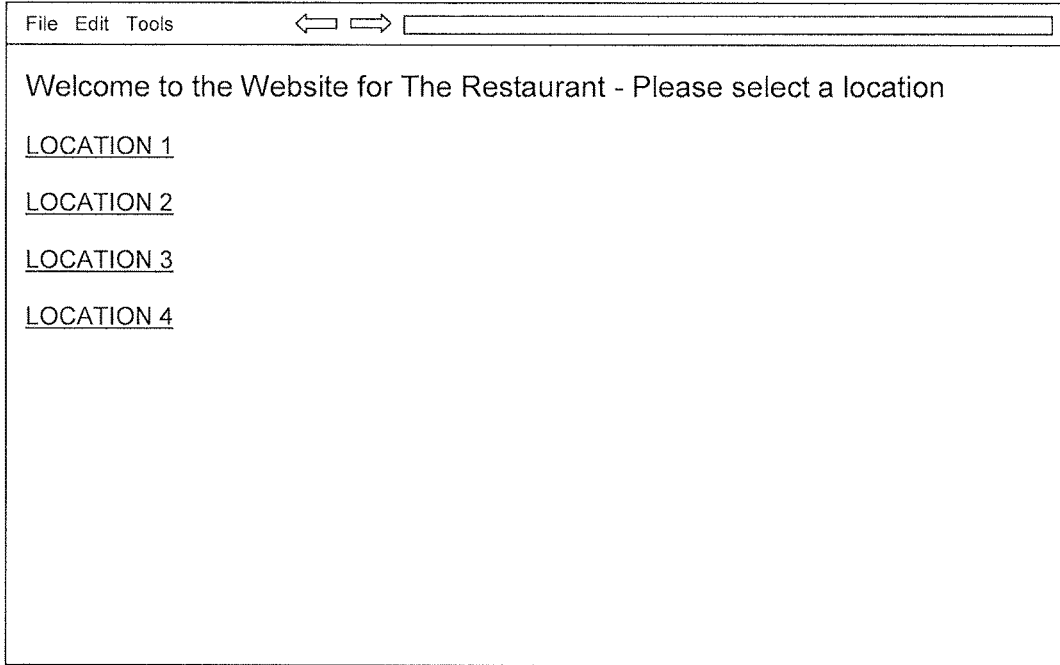 File Edit Tools
Welcome to the Website for The Restaurant - Please select a location
LOCATION 1
LOCATION 2
LOCATION 3
LOCATION 4